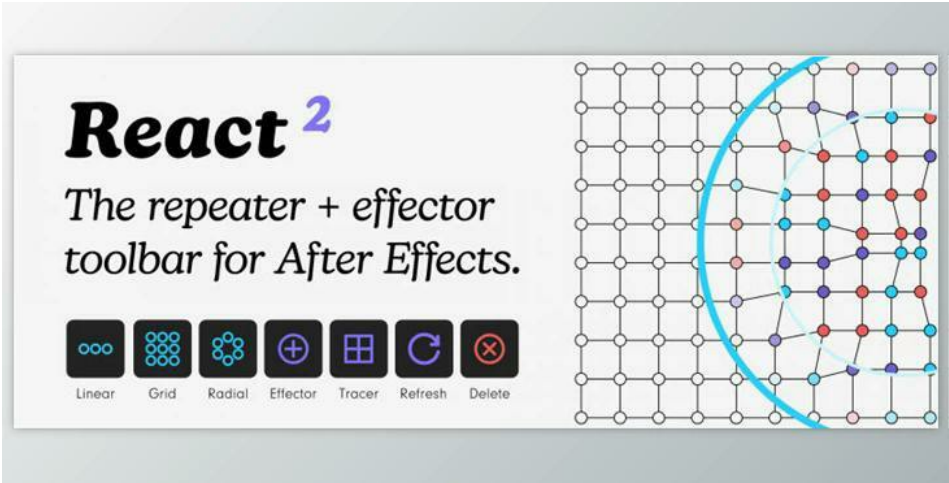 React 2
The repeater + effector
toolbar for After Effects.
Linear Grid Radial Effector Tracer Refresh Delete